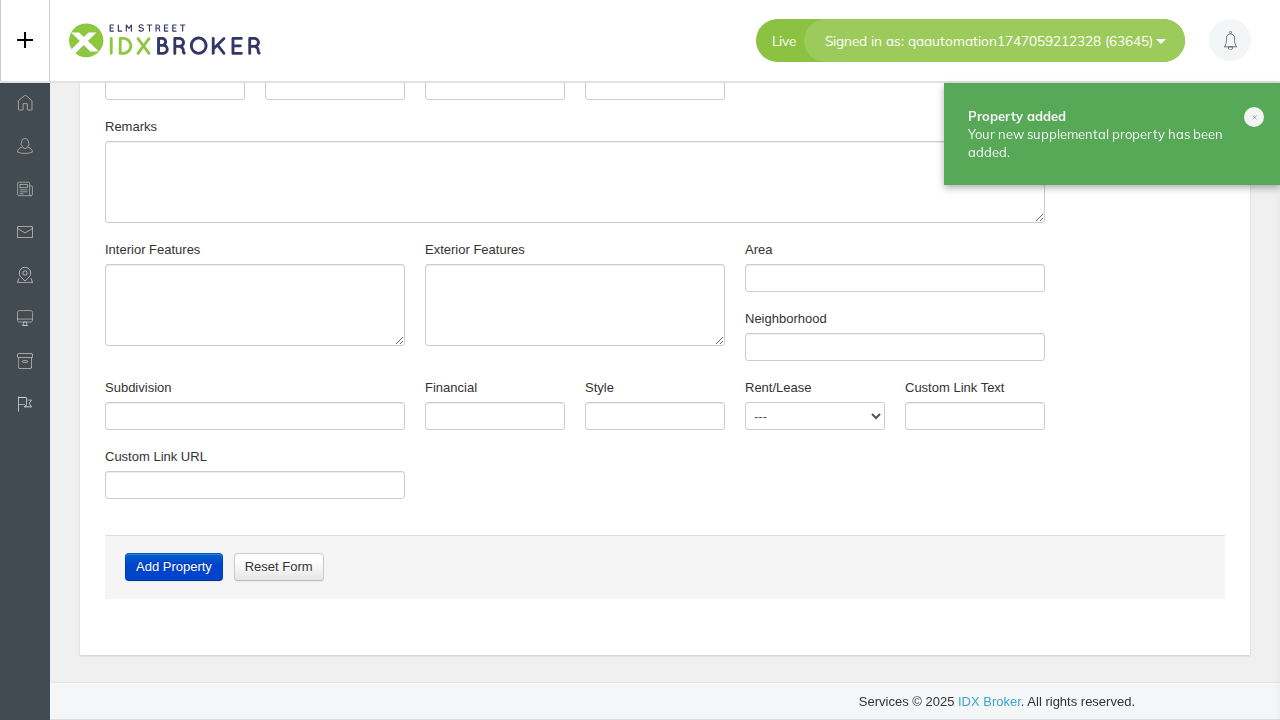 ELM STREET
IDXBROKER
Live
Signed in as: qaautomation1747059212328 (63645)
Property added
Your new supplemental property has been
added.
Remarks
Interior Features
Exterior Features
Area
Neighborhood
Subdivision
Financial
Style
Rent/Lease
Custom Link Text
---
Custom Link URL
Add Property
Reset Form
Services © 2025 IDX Broker. All rights reserved.